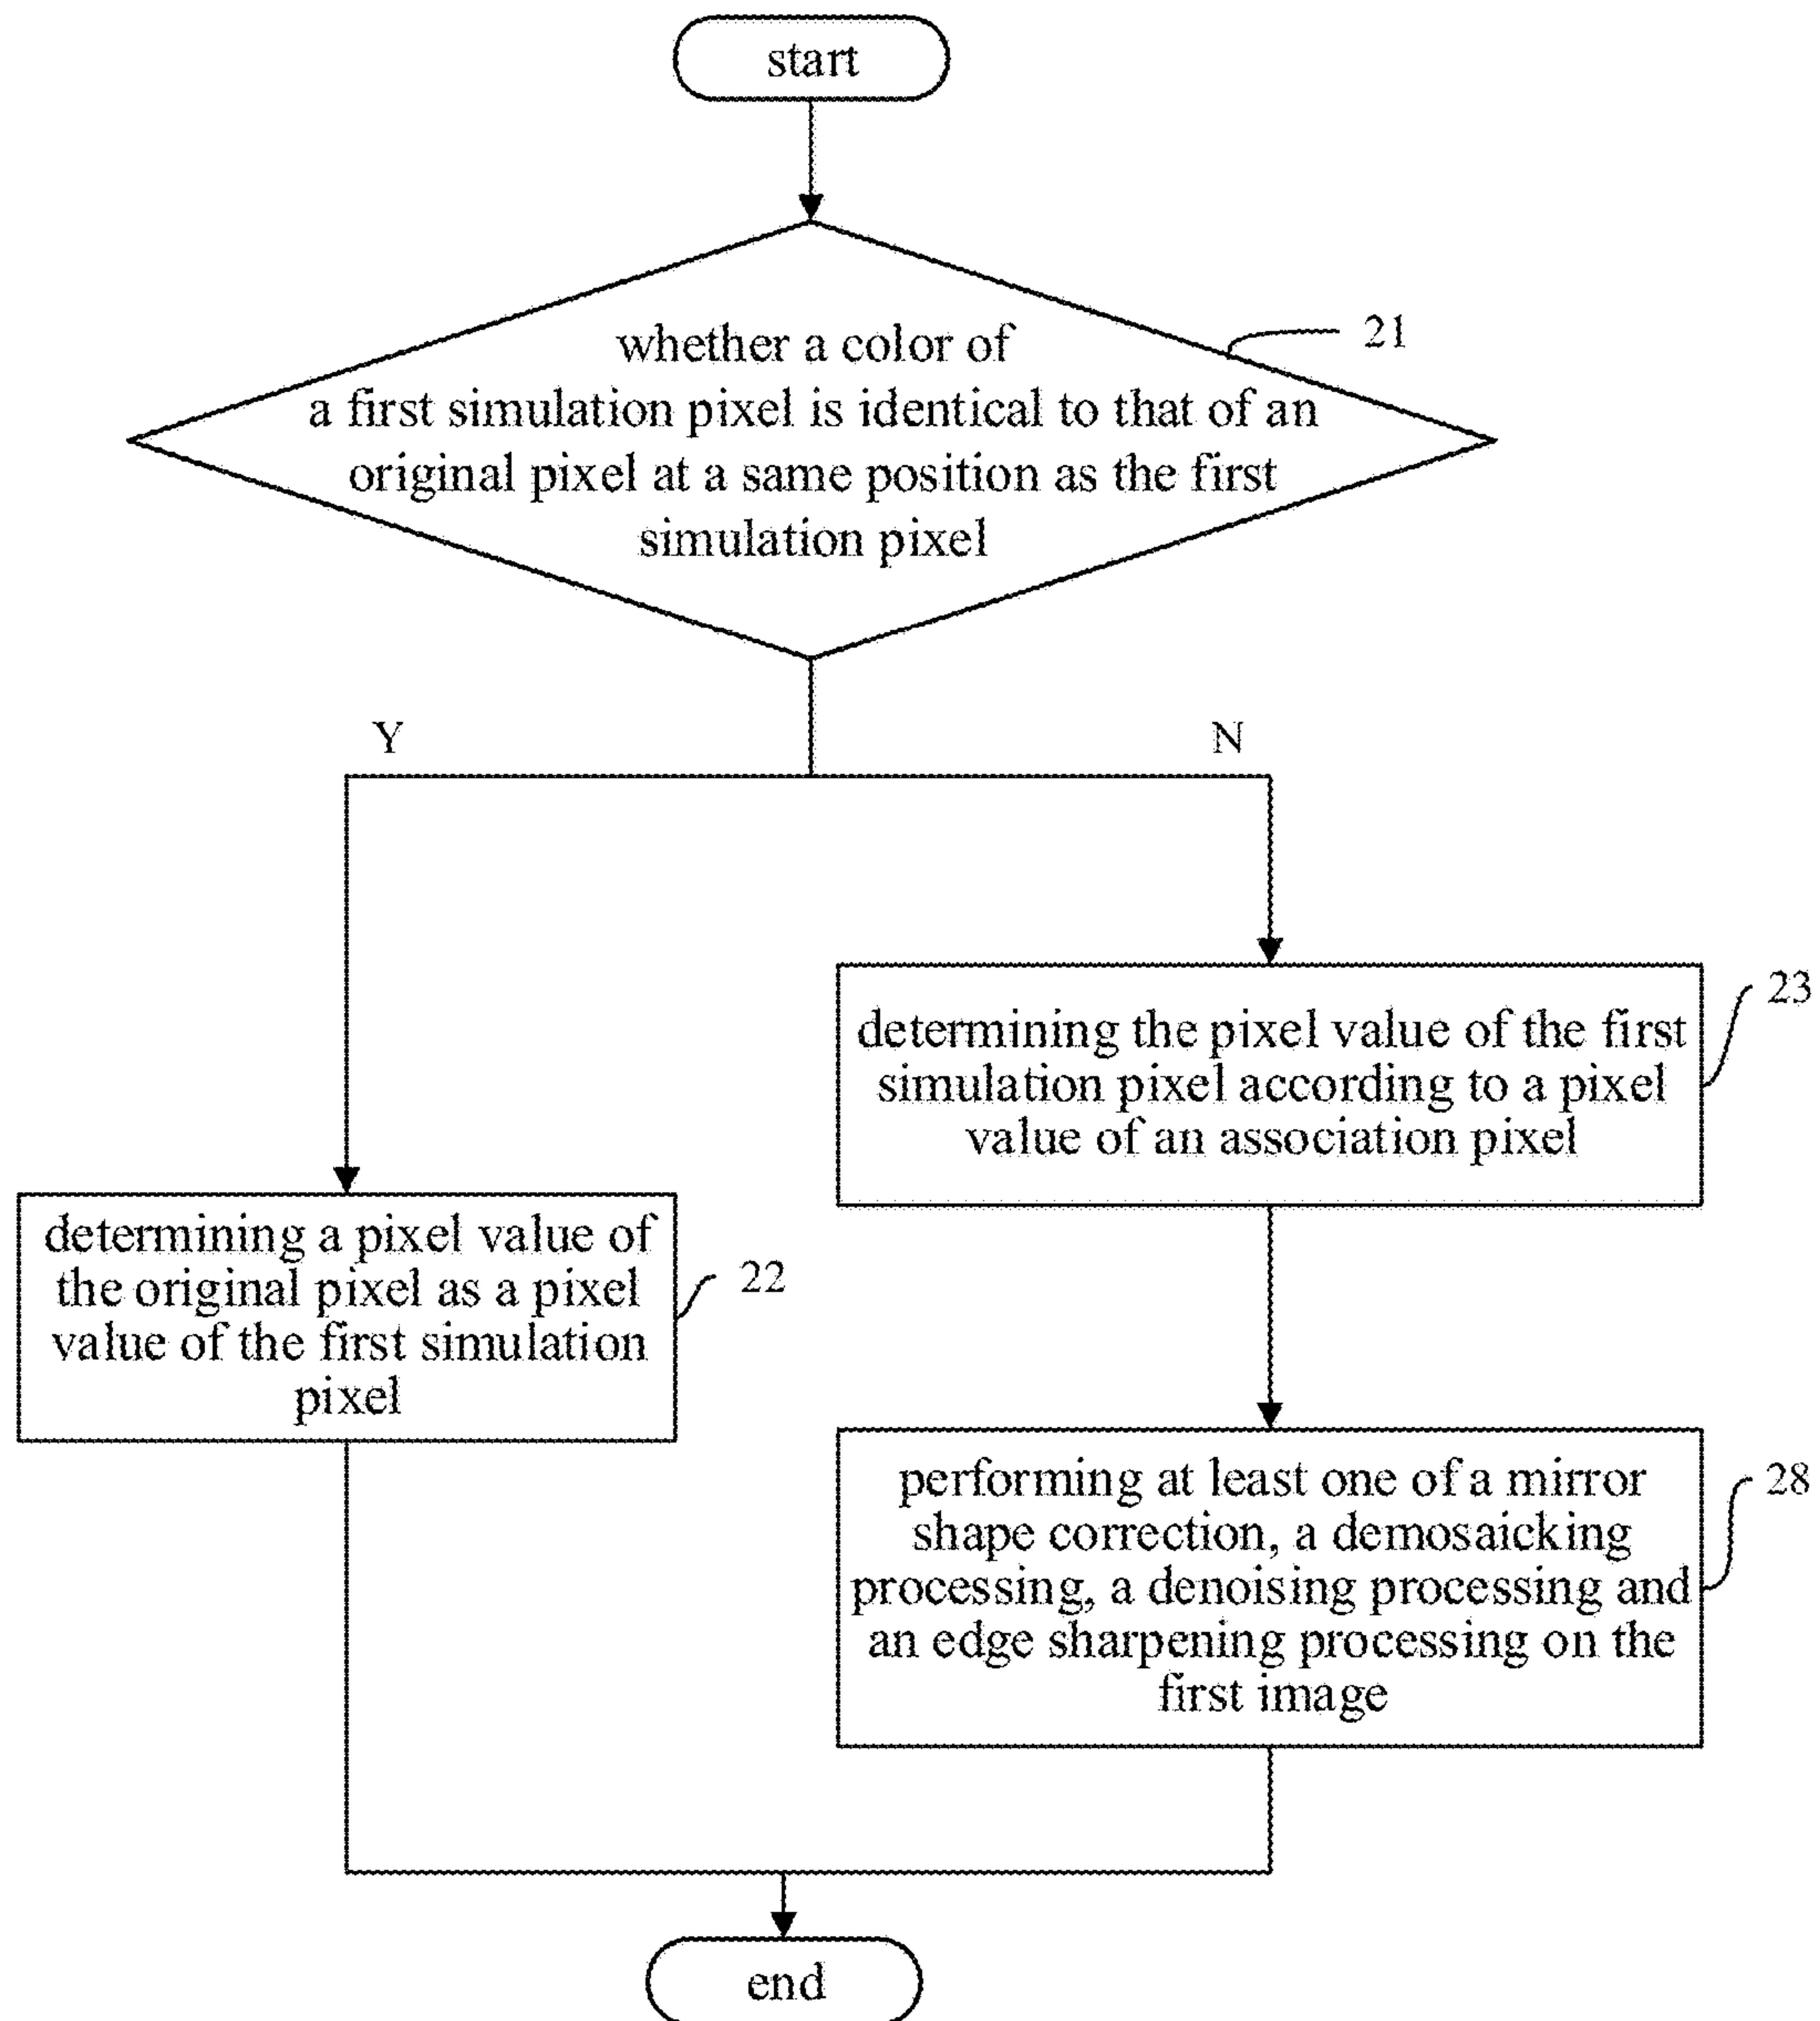 start
whether a color of
a first simulation pixel is identical to that of an
original pixel at a same position as the first
simulation pixel
21
Y
N
determining the pixel value of the first
simulation pixel according to a pixel
value of an association pixel
23
determining a pixel value of
the original pixel as a pixel
value of the first simulation
pixel
22
performing at least one of a mirror
shape correction, a demosaicking
processing, a denoising processing and
an edge sharpening processing on the
first image
28
end